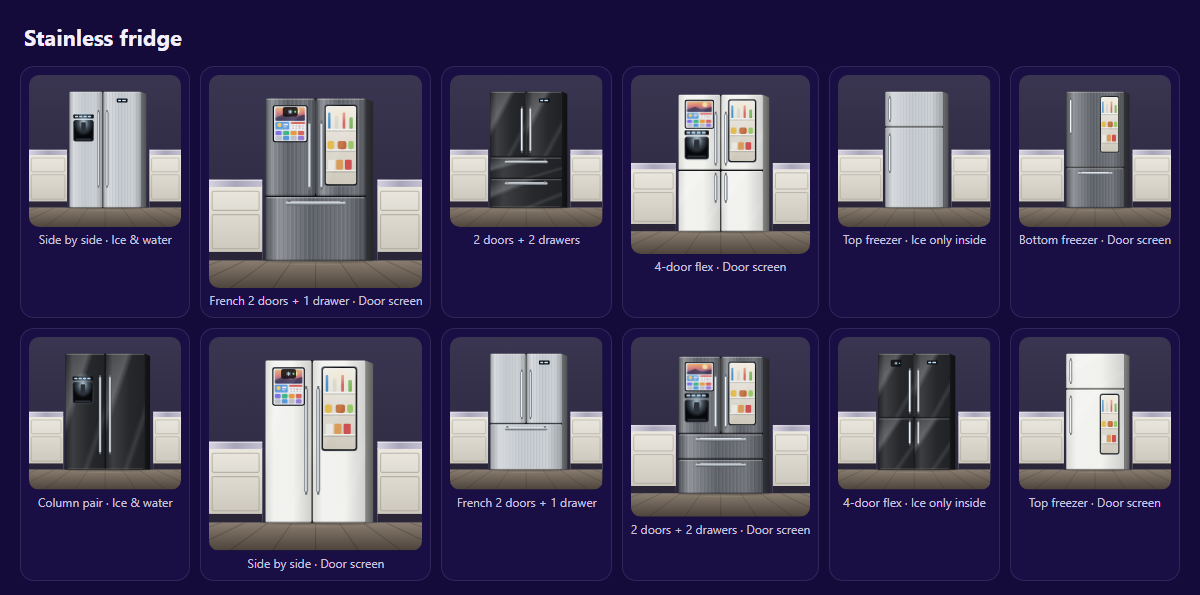 Stainless fridge
Side by side · Ice & water
French 2 doors + 1 drawer · Door screen
2 doors + 2 drawers
4-door flex · Door screen
Top freezer · Ice only inside
Bottom freezer · Door screen
Column pair · Ice & water
Side by side · Door screen
French 2 doors + 1 drawer
2 doors + 2 drawers · Door screen
4-door flex · Ice only inside
Top freezer · Door screen